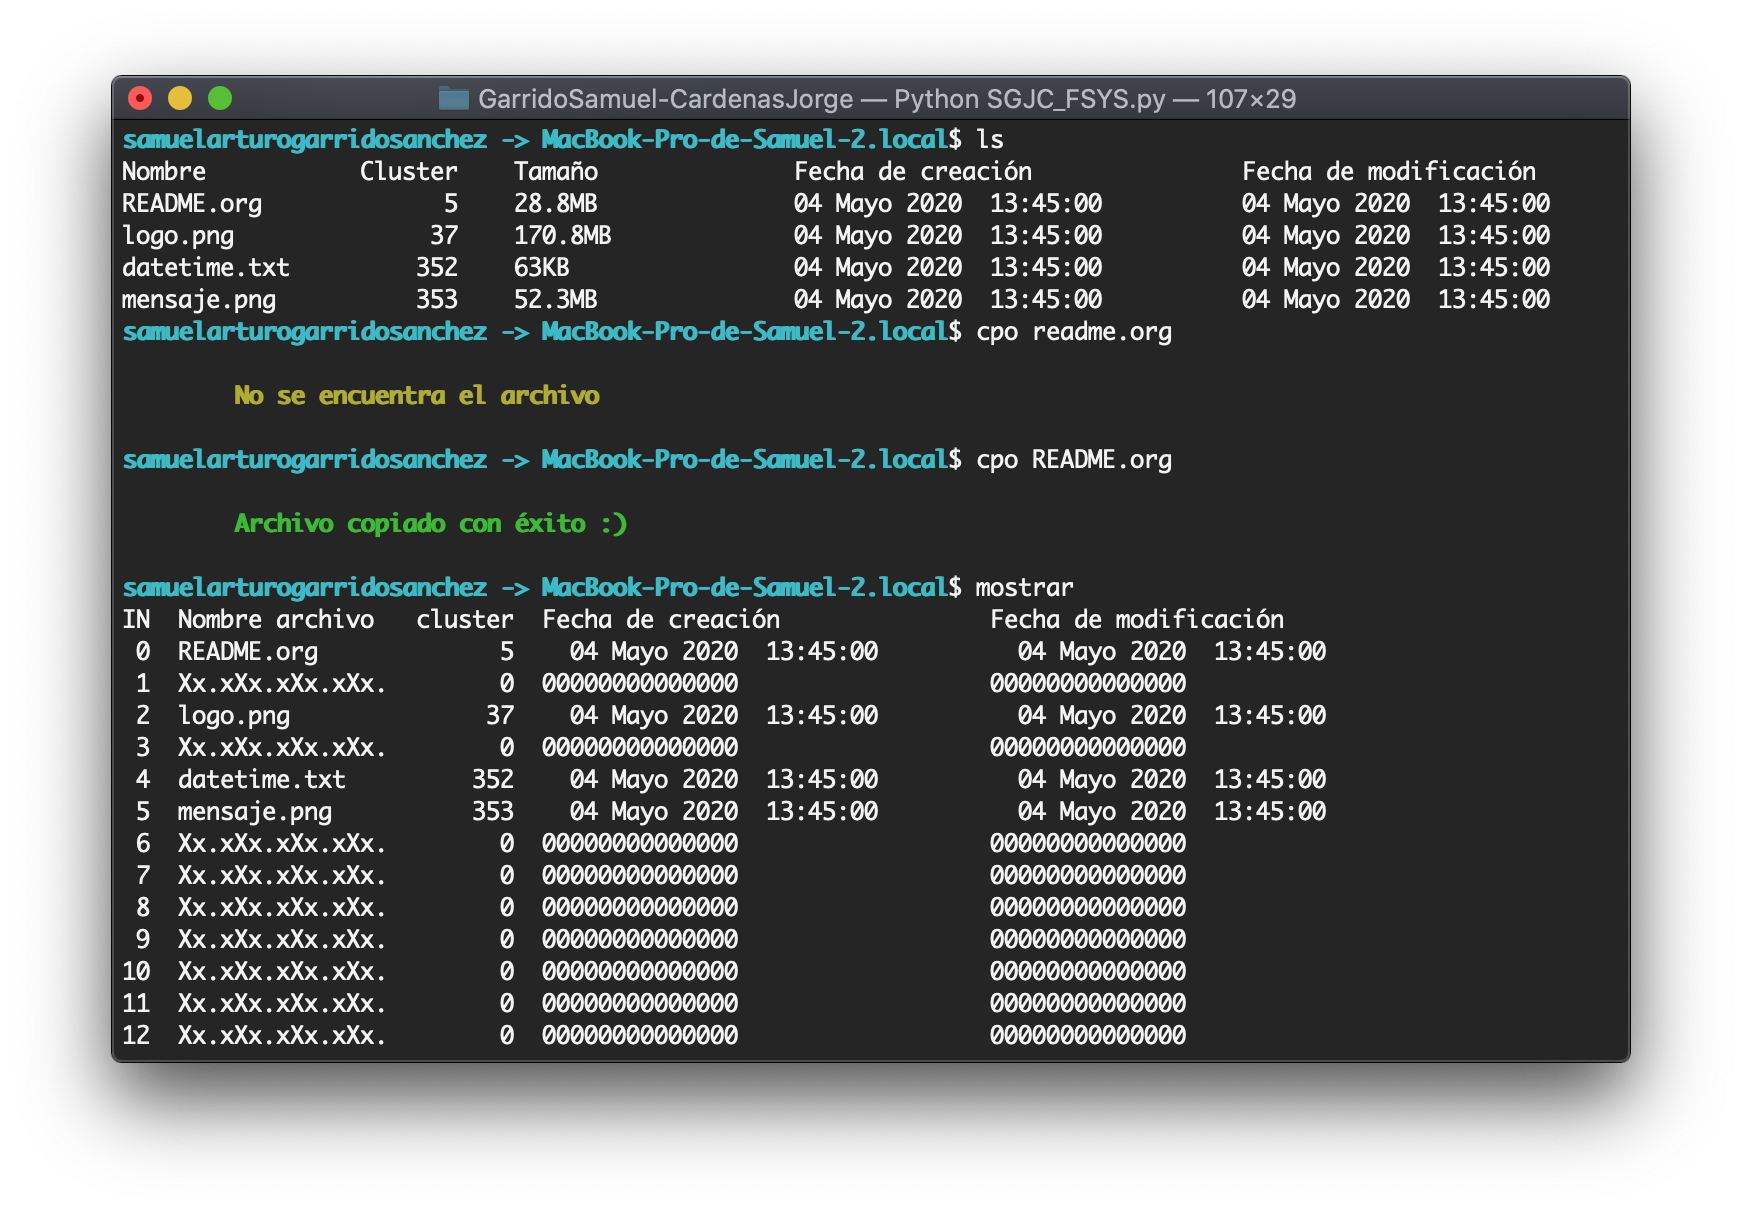 GarridoSamuel-CardenasJorge — Python SGJC_FSYS.py — 107×29
samuelarturogarridosanchez -> MacBook-Pro-de-Samuel-2.local$ ls
Nombre Cluster Tamaño Fecha de creación Fecha de modificación
README.org 5 28.8MB 04 Mayo 2020 13:45:00 04 Mayo 2020 13:45:00
logo.png 37 170.8MB 04 Mayo 2020 13:45:00 04 Mayo 2020 13:45:00
datetime.txt 352 63KB 04 Mayo 2020 13:45:00 04 Mayo 2020 13:45:00
mensaje.png 353 52.3MB 04 Mayo 2020 13:45:00 04 Mayo 2020 13:45:00
samuelarturogarridosanchez -> MacBook-Pro-de-Samuel-2.local$ cpo readme.org
No se encuentra el archivo
samuelarturogarridosanchez -> MacBook-Pro-de-Samuel-2.local$ cpo README.org
Archivo copiado con éxito :)
samuelarturogarridosanchez -> MacBook-Pro-de-Samuel-2.local$ mostrar
IN Nombre archivo cluster Fecha de creación Fecha de modificación
0 README.org 5 04 Mayo 2020 13:45:00 04 Mayo 2020 13:45:00
1 Xx.xXx.xXx.xXx. 0 00000000000000 00000000000000
2 logo.png 37 04 Mayo 2020 13:45:00 04 Mayo 2020 13:45:00
3 Xx.xXx.xXx.xXx. 0 00000000000000 00000000000000
4 datetime.txt 352 04 Mayo 2020 13:45:00 04 Mayo 2020 13:45:00
5 mensaje.png 353 04 Mayo 2020 13:45:00 04 Mayo 2020 13:45:00
6 Xx.xXx.xXx.xXx. 0 00000000000000 00000000000000
7 Xx.xXx.xXx.xXx. 0 00000000000000 00000000000000
8 Xx.xXx.xXx.xXx. 0 00000000000000 00000000000000
9 Xx.xXx.xXx.xXx. 0 00000000000000 00000000000000
10 Xx.xXx.xXx.xXx. 0 00000000000000 00000000000000
11 Xx.xXx.xXx.xXx. 0 00000000000000 00000000000000
12 Xx.xXx.xXx.xXx. 0 00000000000000 00000000000000